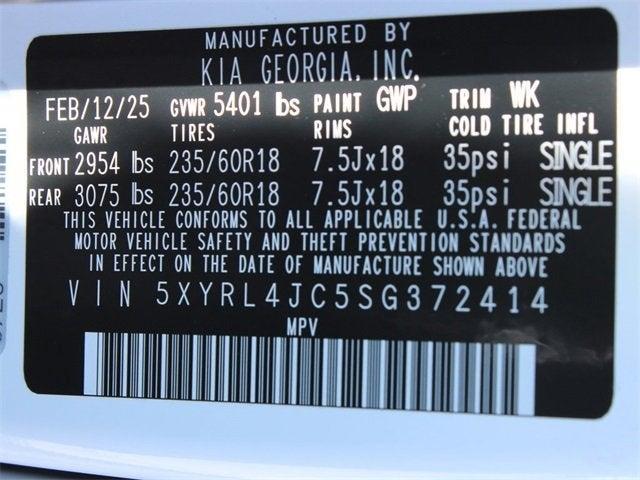 MANUFACTURED BY
KIA GEORGIA, INC.
FEB/12/25 GVWR 5401 lbs PAINT GWP TRIM WK
GAWR TIRES RIMS COLD TIRE INFL
FRONT 2954 lbs 235/60R18 7.5Jx18 35psi SINGLE
REAR 3075 lbs 235/60R18 7.5Jx18 35psi SINGLE
THIS VEHICLE CONFORMS TO ALL APPLICABLE U.S.A. FEDERAL
MOTOR VEHICLE SAFETY AND THEFT PREVENTION STANDARDS
IN EFFECT ON THE DATE OF MANUFACTURE SHOWN ABOVE
VIN 5XYRL4JC5SG372414
MPV